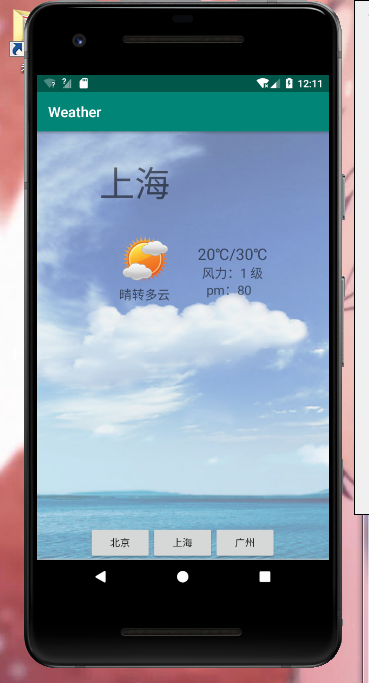 12:11
Weather
上海
20℃/30℃
风力：1 级
晴转多云
pm：80
北京 上海 广州